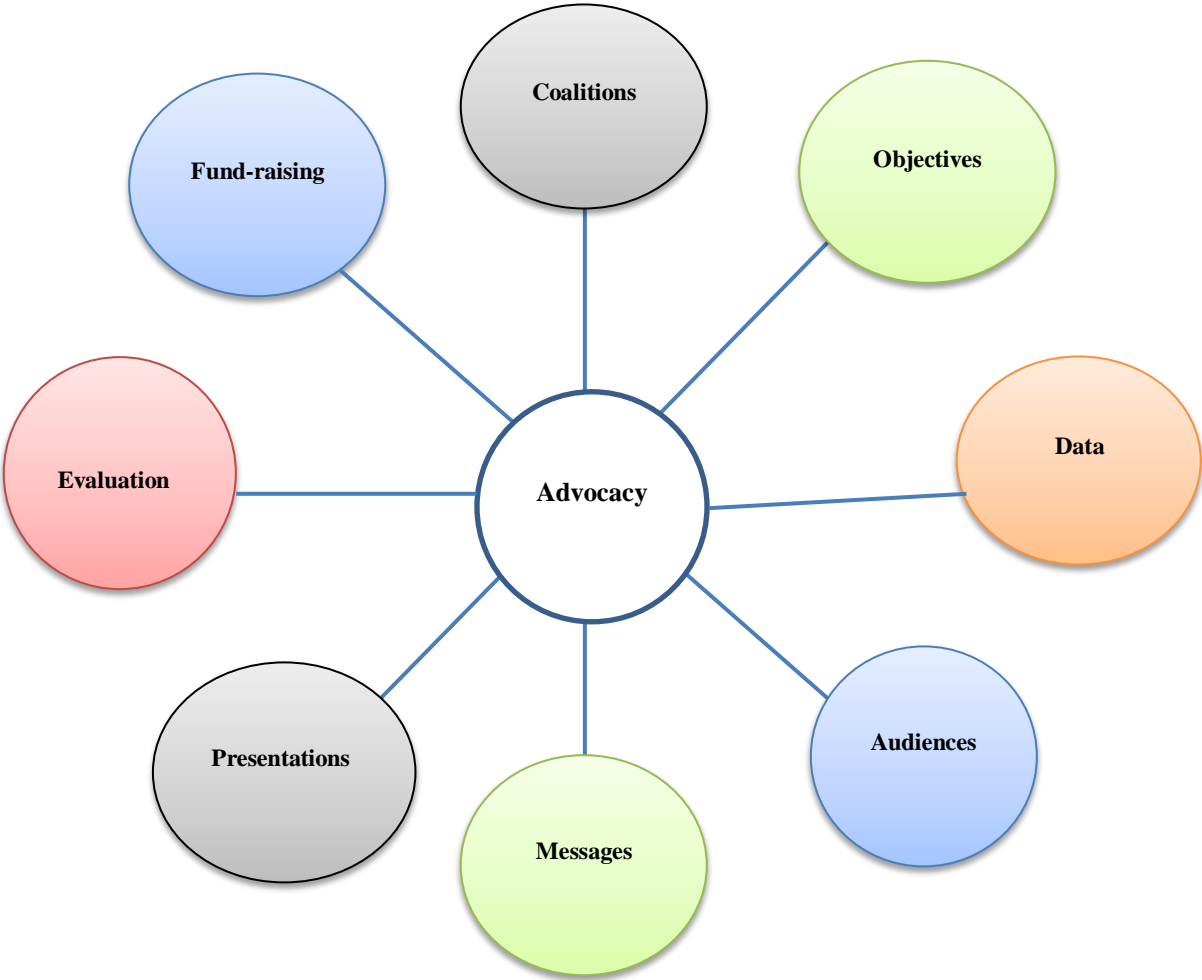 Coalitions
Objectives
Fund-raising
Data
Evaluation
Advocacy
Audiences
Presentations
Messages